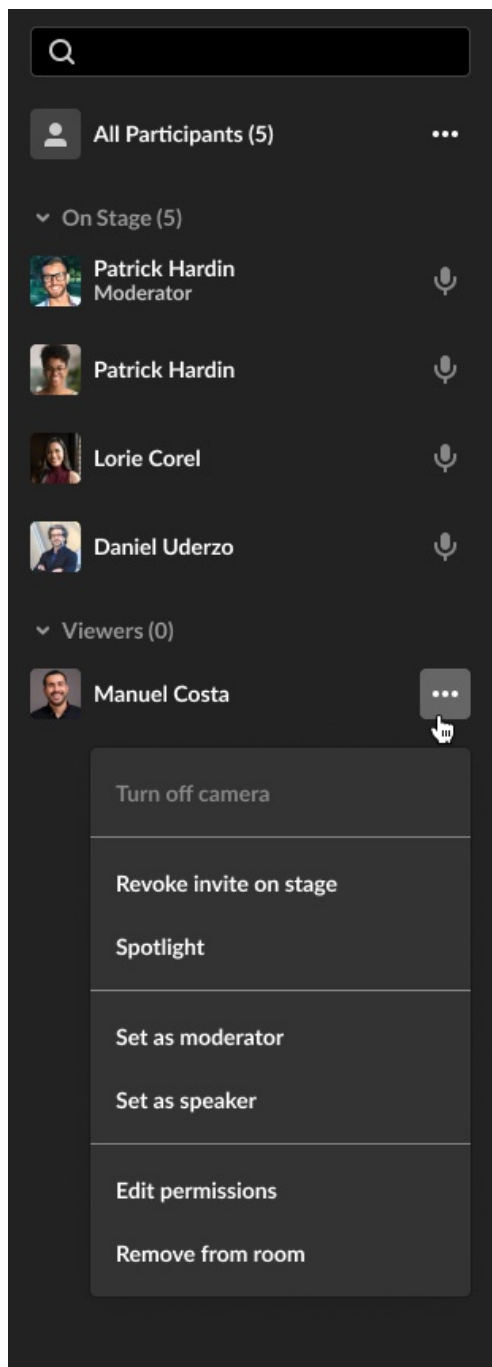 All Participants (5)
On Stage (5)
Patrick Hardin
Moderator
Patrick Hardin
Lorie Corel
Daniel Uderzo
Viewers (0)
Manuel Costa
Turn off camera
Revoke invite on stage
Spotlight
Set as moderator
Set as speaker
Edit permissions
Remove from room